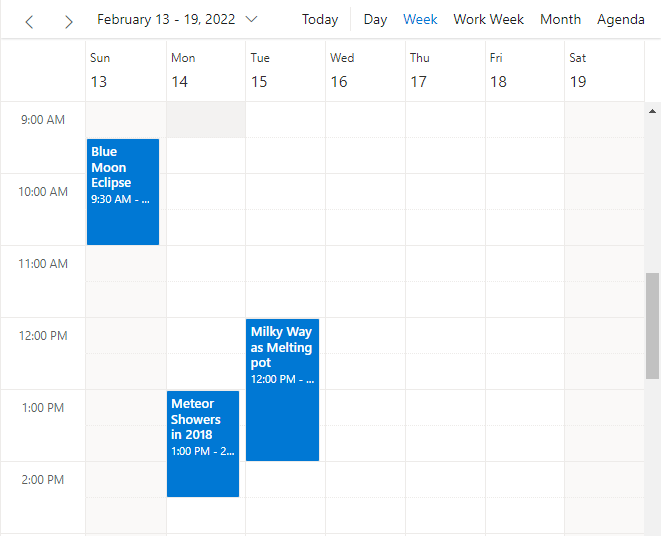 February 13 - 19, 2022 Today Day Week Work Week Month Agenda
Sun Mon Tue Wed Thu Fri Sat
13 14 15 16 17 18 19
9:00 AM
Blue
Moon
Eclipse
9:30 AM - ...
10:00 AM
11:00 AM
12:00 PM
Milky Way
as Melting
pot
12:00 PM - ...
1:00 PM
Meteor
Showers
in 2018
1:00 PM - 2...
2:00 PM